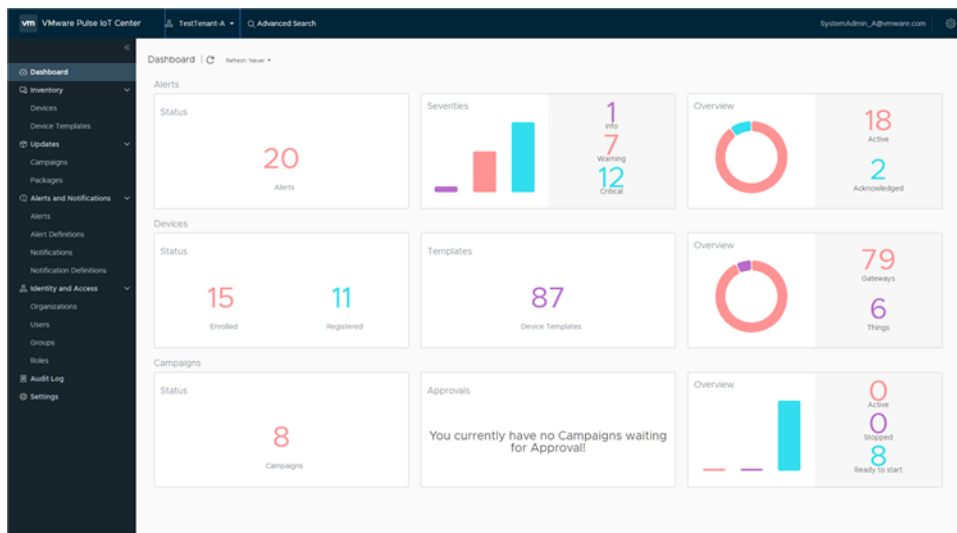 vm VMware Pulse IoT Center
TestTenant-A
Advanced Search
SystemAdmin_A@vmware.com
Dashboard
Inventory
Devices
Device Templates
Updates
Campaigns
Packages
Alerts and Notifications
Alerts
Alert Definitions
Notifications
Notification Definitions
Identity and Access
Organizations
Users
Groups
Roles
Audit Log
Settings
Dashboard | Refresh: Never
Alerts
Status
20
Alerts
Severities
1
Info
7
Warning
12
Critical
Overview
18
Active
2
Acknowledged
Devices
Status
15
Enrolled
11
Registered
Templates
87
Device Templates
Overview
79
Gateways
6
Things
Campaigns
Status
8
Campaigns
Approvals
You currently have no Campaigns waiting
for Approval!
Overview
0
Active
0
Stopped
8
Ready to start